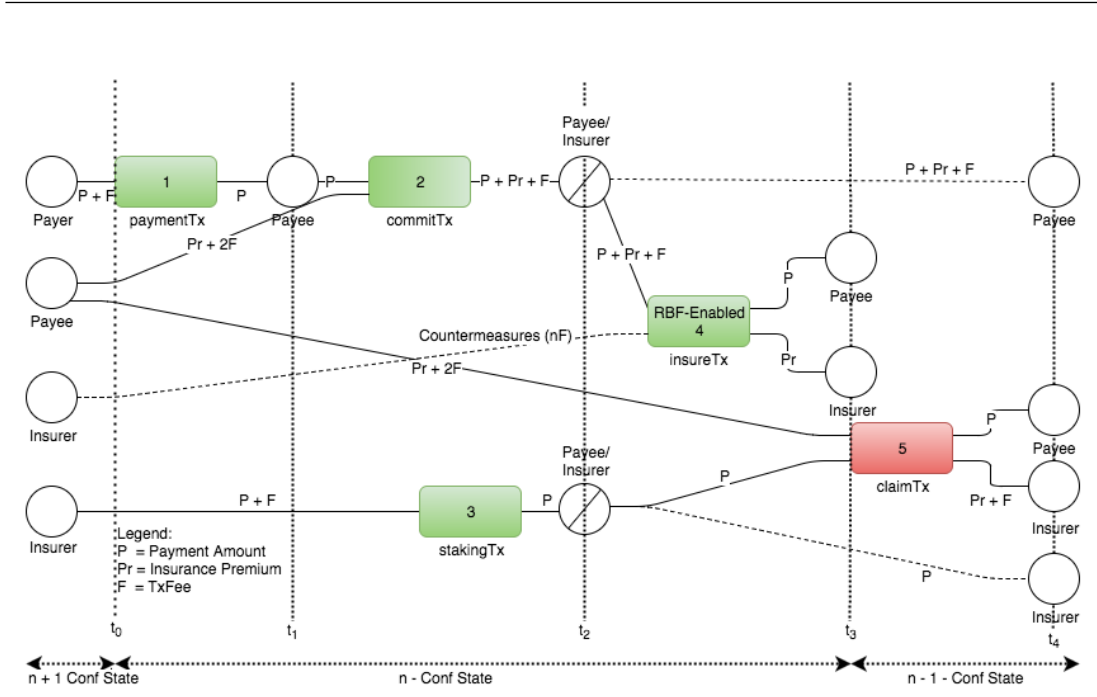 Payee/
Insurer
1
P
P
2
P + Pr + F
P + Pr + F
P + F
Payer
paymentTx
Payee
commitTx
Payee
Pr + 2F
P + Pr + F
P
Payee
Payee
RBF-Enabled
4
Countermeasures (nF)
insureTx
Pr
Pr + 2F
Insurer
Insurer
P
Payee
Payee/
Insurer
5
P
claimTx
Pr + F
P + F
3
P
Insurer
Insurer
stakingTx
Legend:
P = Payment Amount
Pr = Insurance Premium
F = TxFee
P
Insurer
t0
t1
t2
t3
t4
n + 1 Conf State
n - Conf State
n - 1 - Conf State